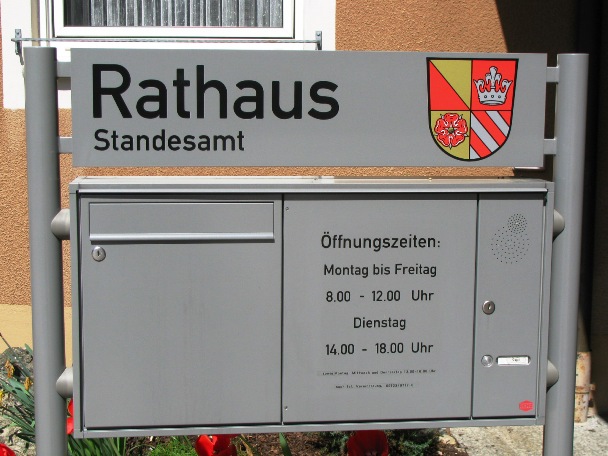 Rathaus
Standesamt
Öffnungszeiten:
Montag bis Freitag
8.00 - 12.00 Uhr
Dienstag
14.00 - 18.00 Uhr